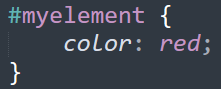 #myelement {
    color: red;
}